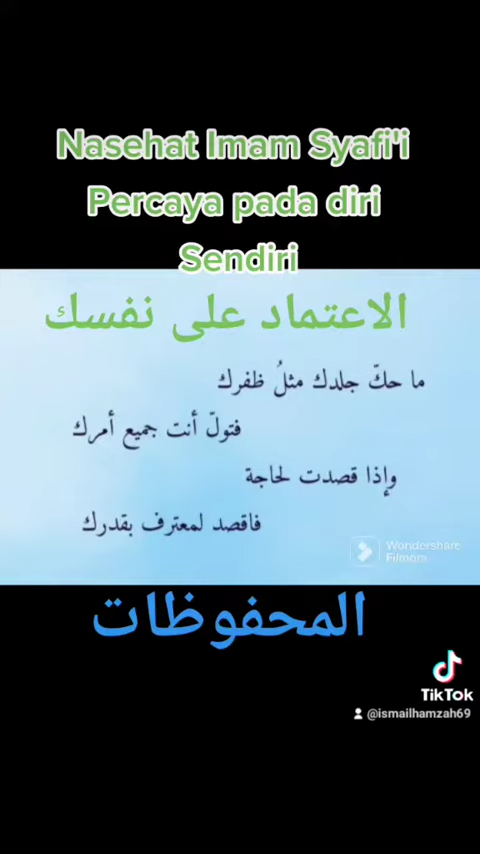 Nasehat Imam Syafi'i
Percaya pada diri
Sendiri
الاعتماد على نفسك
ما حكّ جلدك مثلُ ظفرك
فتولّ أنت جميع أمرك
وإذا قصدت لحاجة
فاقصد لمعترف بقدرك
Wondershare
Filmora
المحفوظات
TikTok
@ismailhamzah69